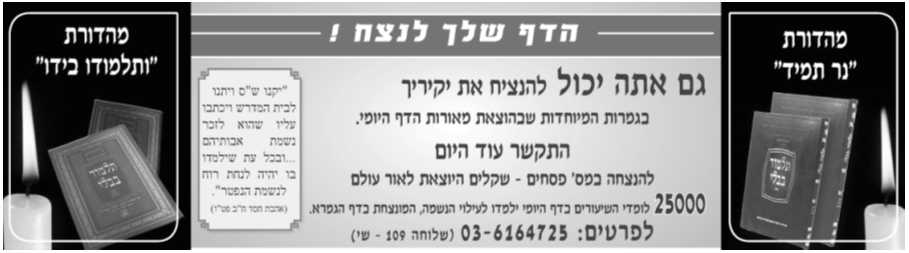 הדף שלך לנצח !
מהדורת
"נר תמיד"
תלמוד
בבלי
גם אתה יכול להנציח את יקיריך
בגמרות המיוחדות שבהוצאת מאורות הדף היומי.
התקשר עוד היום
להנצחה במס' פסחים - שקלים היוצאת לאור עולם
25000 לומדי השיעורים בדף היומי ילמדו לעילוי הנשמה, המונצחת בדף הגמרא.
לפרטים: 03-6164725 (שלוחה 109 - שי)
"יקנו ש"ס ויתנו
לבית המדרש ויכתבו
עליו שהוא לזכר
נשמת אבותיהם
...ובכל עת שילמדו
בו יהיה לנחת רוח
לנשמת הנפטר".
(אהבת חסד ח"ב פט"ו)
מהדורת
"ותלמודו בידו"
תלמוד
בבלי